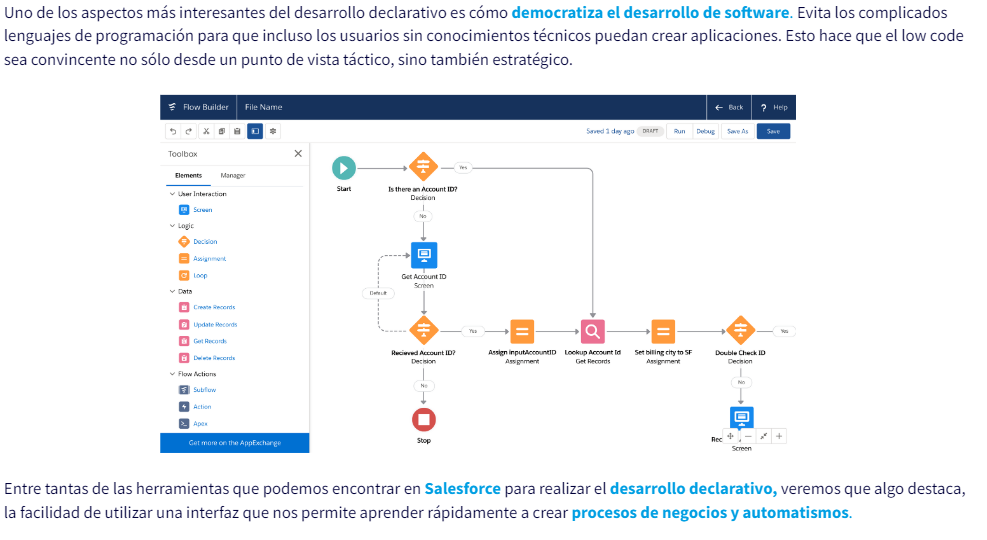 Uno de los aspectos más interesantes del desarrollo declarativo es cómo democratiza el desarrollo de software. Evita los complicados
lenguajes de programación para que incluso los usuarios sin conocimientos técnicos puedan crear aplicaciones. Esto hace que el low code
sea convincente no sólo desde un punto de vista táctico, sino también estratégico.
Flow Builder File Name Back ? Help
Saved 1 day ago DRAFT Run Debug Save As Save
Toolbox
Elements Manager
User Interaction
Screen
Logic
Decision
Assignment
Loop
Data
Create Records
Update Records
Get Records
Delete Records
Flow Actions
Subflow
Action
Apex
Get more on the AppExchange
Start
Is there an Account ID?
Decision
Yes
No
Get Account ID
Screen
Default
Recieved Account ID?
Decision
Yes
Assign inputAccountID
Assignment
Lookup Account Id
Get Records
Set billing city to SF
Assignment
Double Check ID
Decision
Yes
No
No
Stop
Rec
Screen
Entre tantas de las herramientas que podemos encontrar en Salesforce para realizar el desarrollo declarativo, veremos que algo destaca,
la facilidad de utilizar una interfaz que nos permite aprender rápidamente a crear procesos de negocios y automatismos.